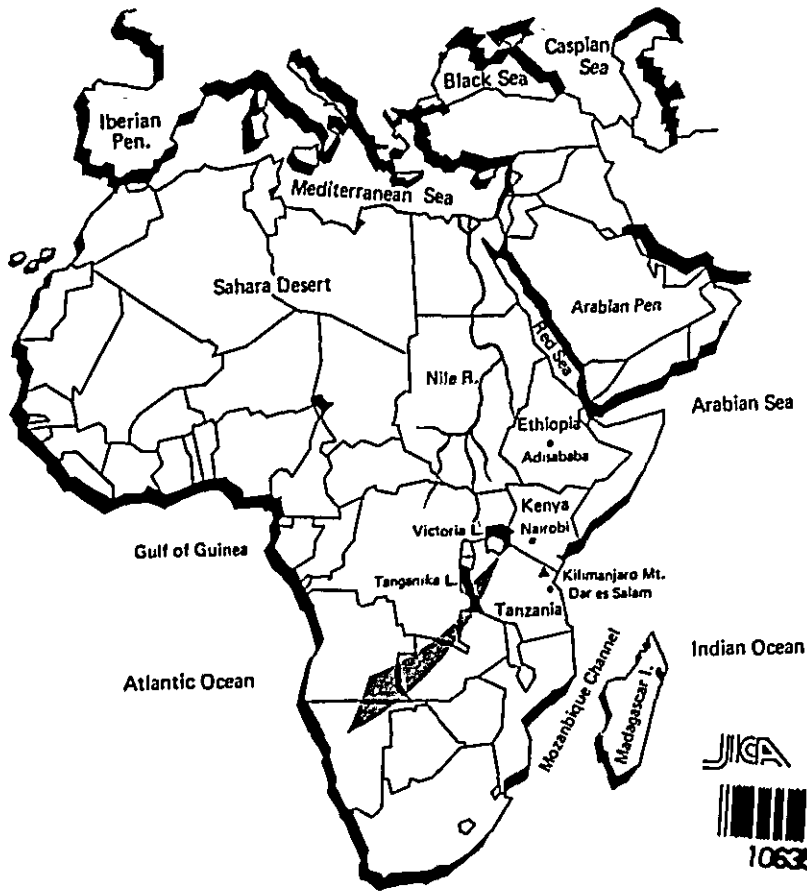 Caspian
Sea
Black Sea
Iberian
Pen.
Mediterranean Sea
Sahara Desert
Arabian Pen
Red Sea
Nile R.
Arabian Sea
Ethiopia
Adisababa
Kenya
Victoria L.
Nairobi
Gulf of Guinea
Tanganika L.
Kilimanjaro Mt.
Dar es Salam
Tanzania
Indian Ocean
Mozanbique Channel
Madagascar I.
Atlantic Ocean
JICA
1063